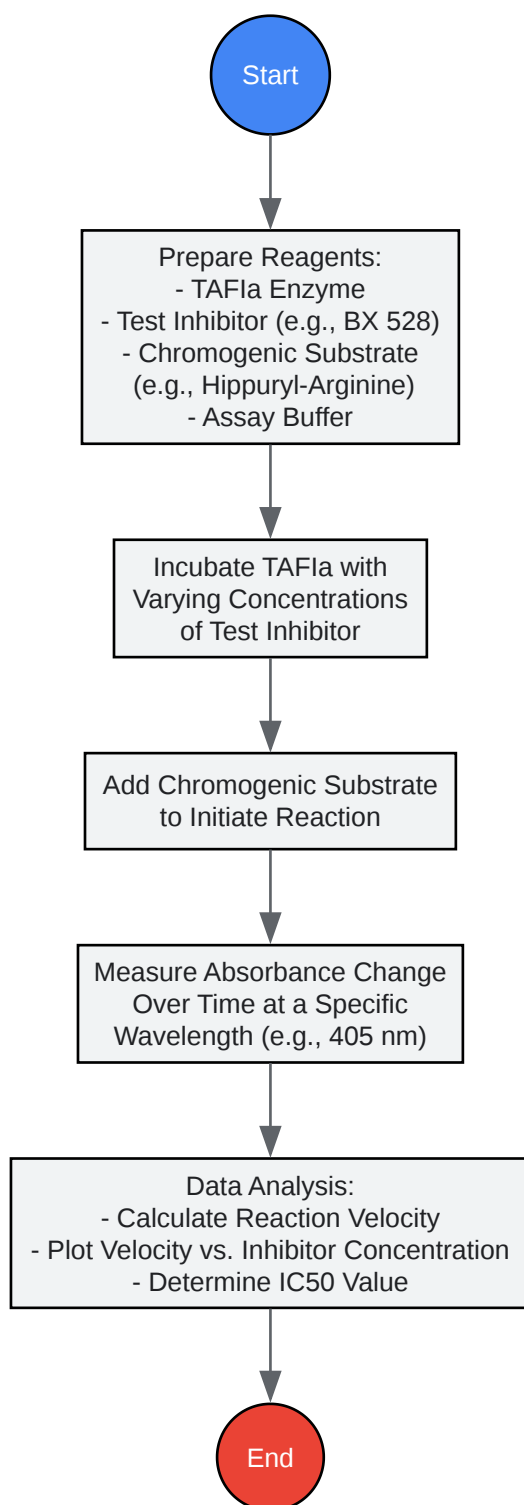 Start
Prepare Reagents:
- TAFIa Enzyme
- Test Inhibitor (e.g., BX 528)
- Chromogenic Substrate
(e.g., Hippuryl-Arginine)
- Assay Buffer
Incubate TAFIa with
Varying Concentrations
of Test Inhibitor
Add Chromogenic Substrate
to Initiate Reaction
Measure Absorbance Change
Over Time at a Specific
Wavelength (e.g., 405 nm)
Data Analysis:
- Calculate Reaction Velocity
- Plot Velocity vs. Inhibitor Concentration
- Determine IC50 Value
End